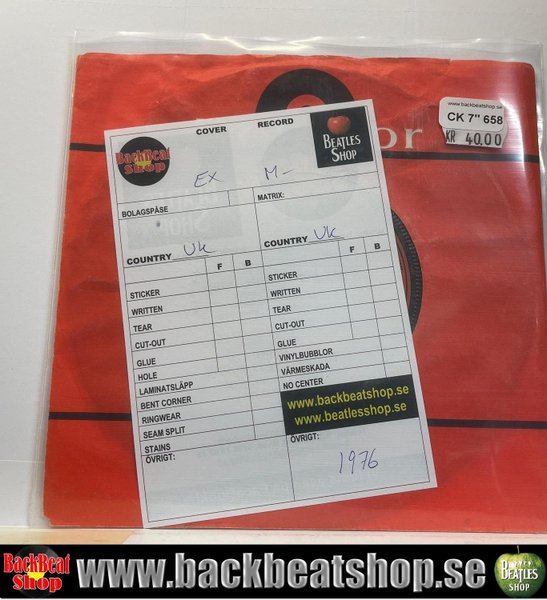 www.backbeatshop.se
CK 7" 658
KR 40.00
or
COVER RECORD
BackBeat Shop
BEATLES SHOP
EX M-
BOLAGSPÅSE MATRIX:
COUNTRY UK COUNTRY UK
F B F B
STICKER STICKER
WRITTEN WRITTEN
TEAR TEAR
CUT-OUT CUT-OUT
GLUE GLUE
HOLE VINYLBUBBLOR
LAMINATSLÄPP VÄRMESKADA
BENT CORNER NO CENTER
RINGWEAR
SEAM SPLIT
STAINS
www.backbeatshop.se
www.beatlesshop.se
ÖVRIGT: ÖVRIGT:
1976
BackBeat Shop www.backbeatshop.se BEATLES SHOP